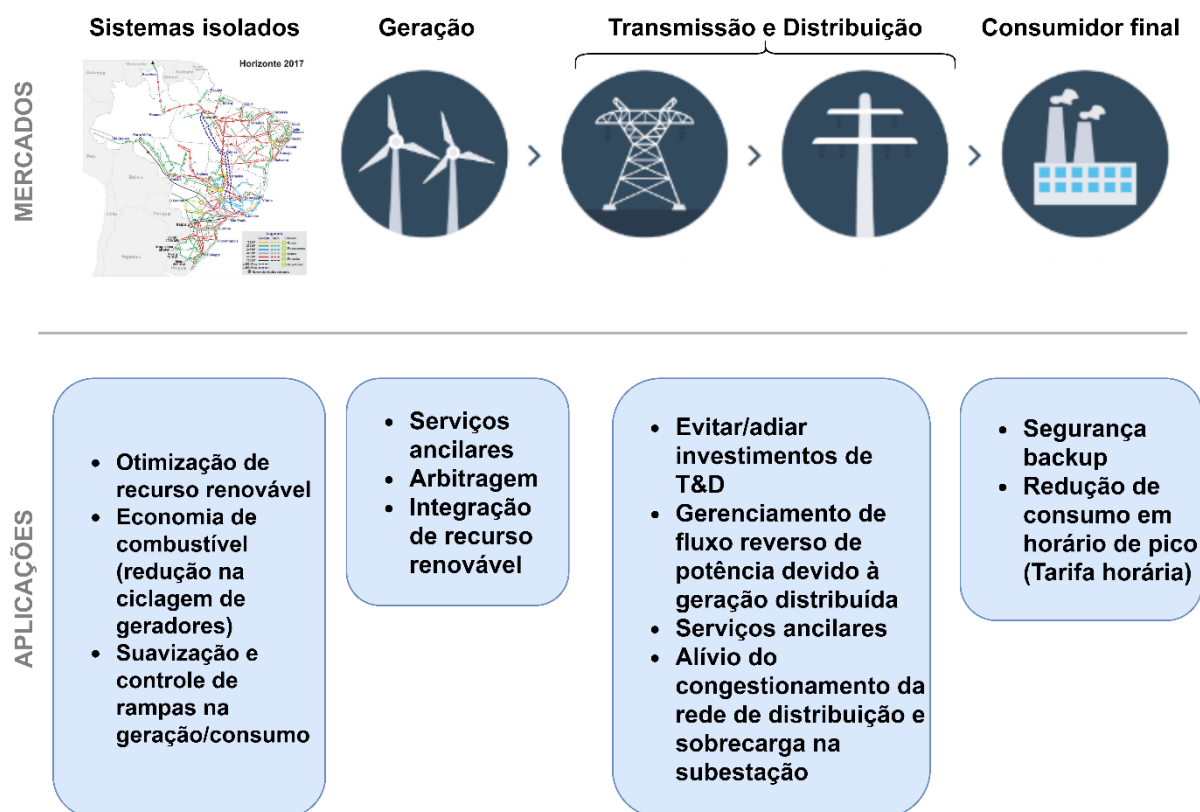 Sistemas isolados
Geração
Transmissão e Distribuição
Consumidor final
MERCADOS
Horizonte 2017
APLICAÇÕES
• Otimização de
recurso renovável
• Economia de
combustível
(redução na
ciclagem de
geradores)
• Suavização e
controle de
rampas na
geração/consumo
• Serviços
ancilares
• Arbitragem
• Integração
de recurso
renovável
• Evitar/adiar
investimentos de
T&D
• Gerenciamento de
fluxo reverso de
potência devido à
geração distribuída
• Serviços ancilares
• Alívio do
congestionamento da
rede de distribuição e
sobrecarga na
subestação
• Segurança
backup
• Redução de
consumo em
horário de pico
(Tarifa horária)